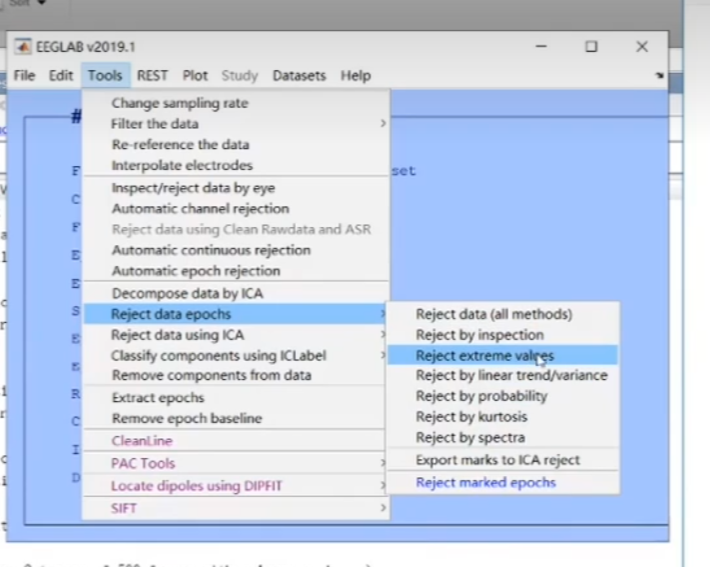 EEGLAB v2019.1
File Edit Tools REST Plot Study Datasets Help
#
Change sampling rate
Filter the data
Re-reference the data
Interpolate electrodes
set
Inspect/reject data by eye
Automatic channel rejection
Reject data using Clean Rawdata and ASR
Automatic continuous rejection
Automatic epoch rejection
Decompose data by ICA
Reject data epochs
Reject data using ICA
Classify components using ICLabel
Remove components from data
Extract epochs
Remove epoch baseline
CleanLine
PAC Tools
Locate dipoles using DIPFIT
SIFT
Reject data (all methods)
Reject by inspection
Reject extreme values
Reject by linear trend/variance
Reject by probability
Reject by kurtosis
Reject by spectra
Export marks to ICA reject
Reject marked epochs